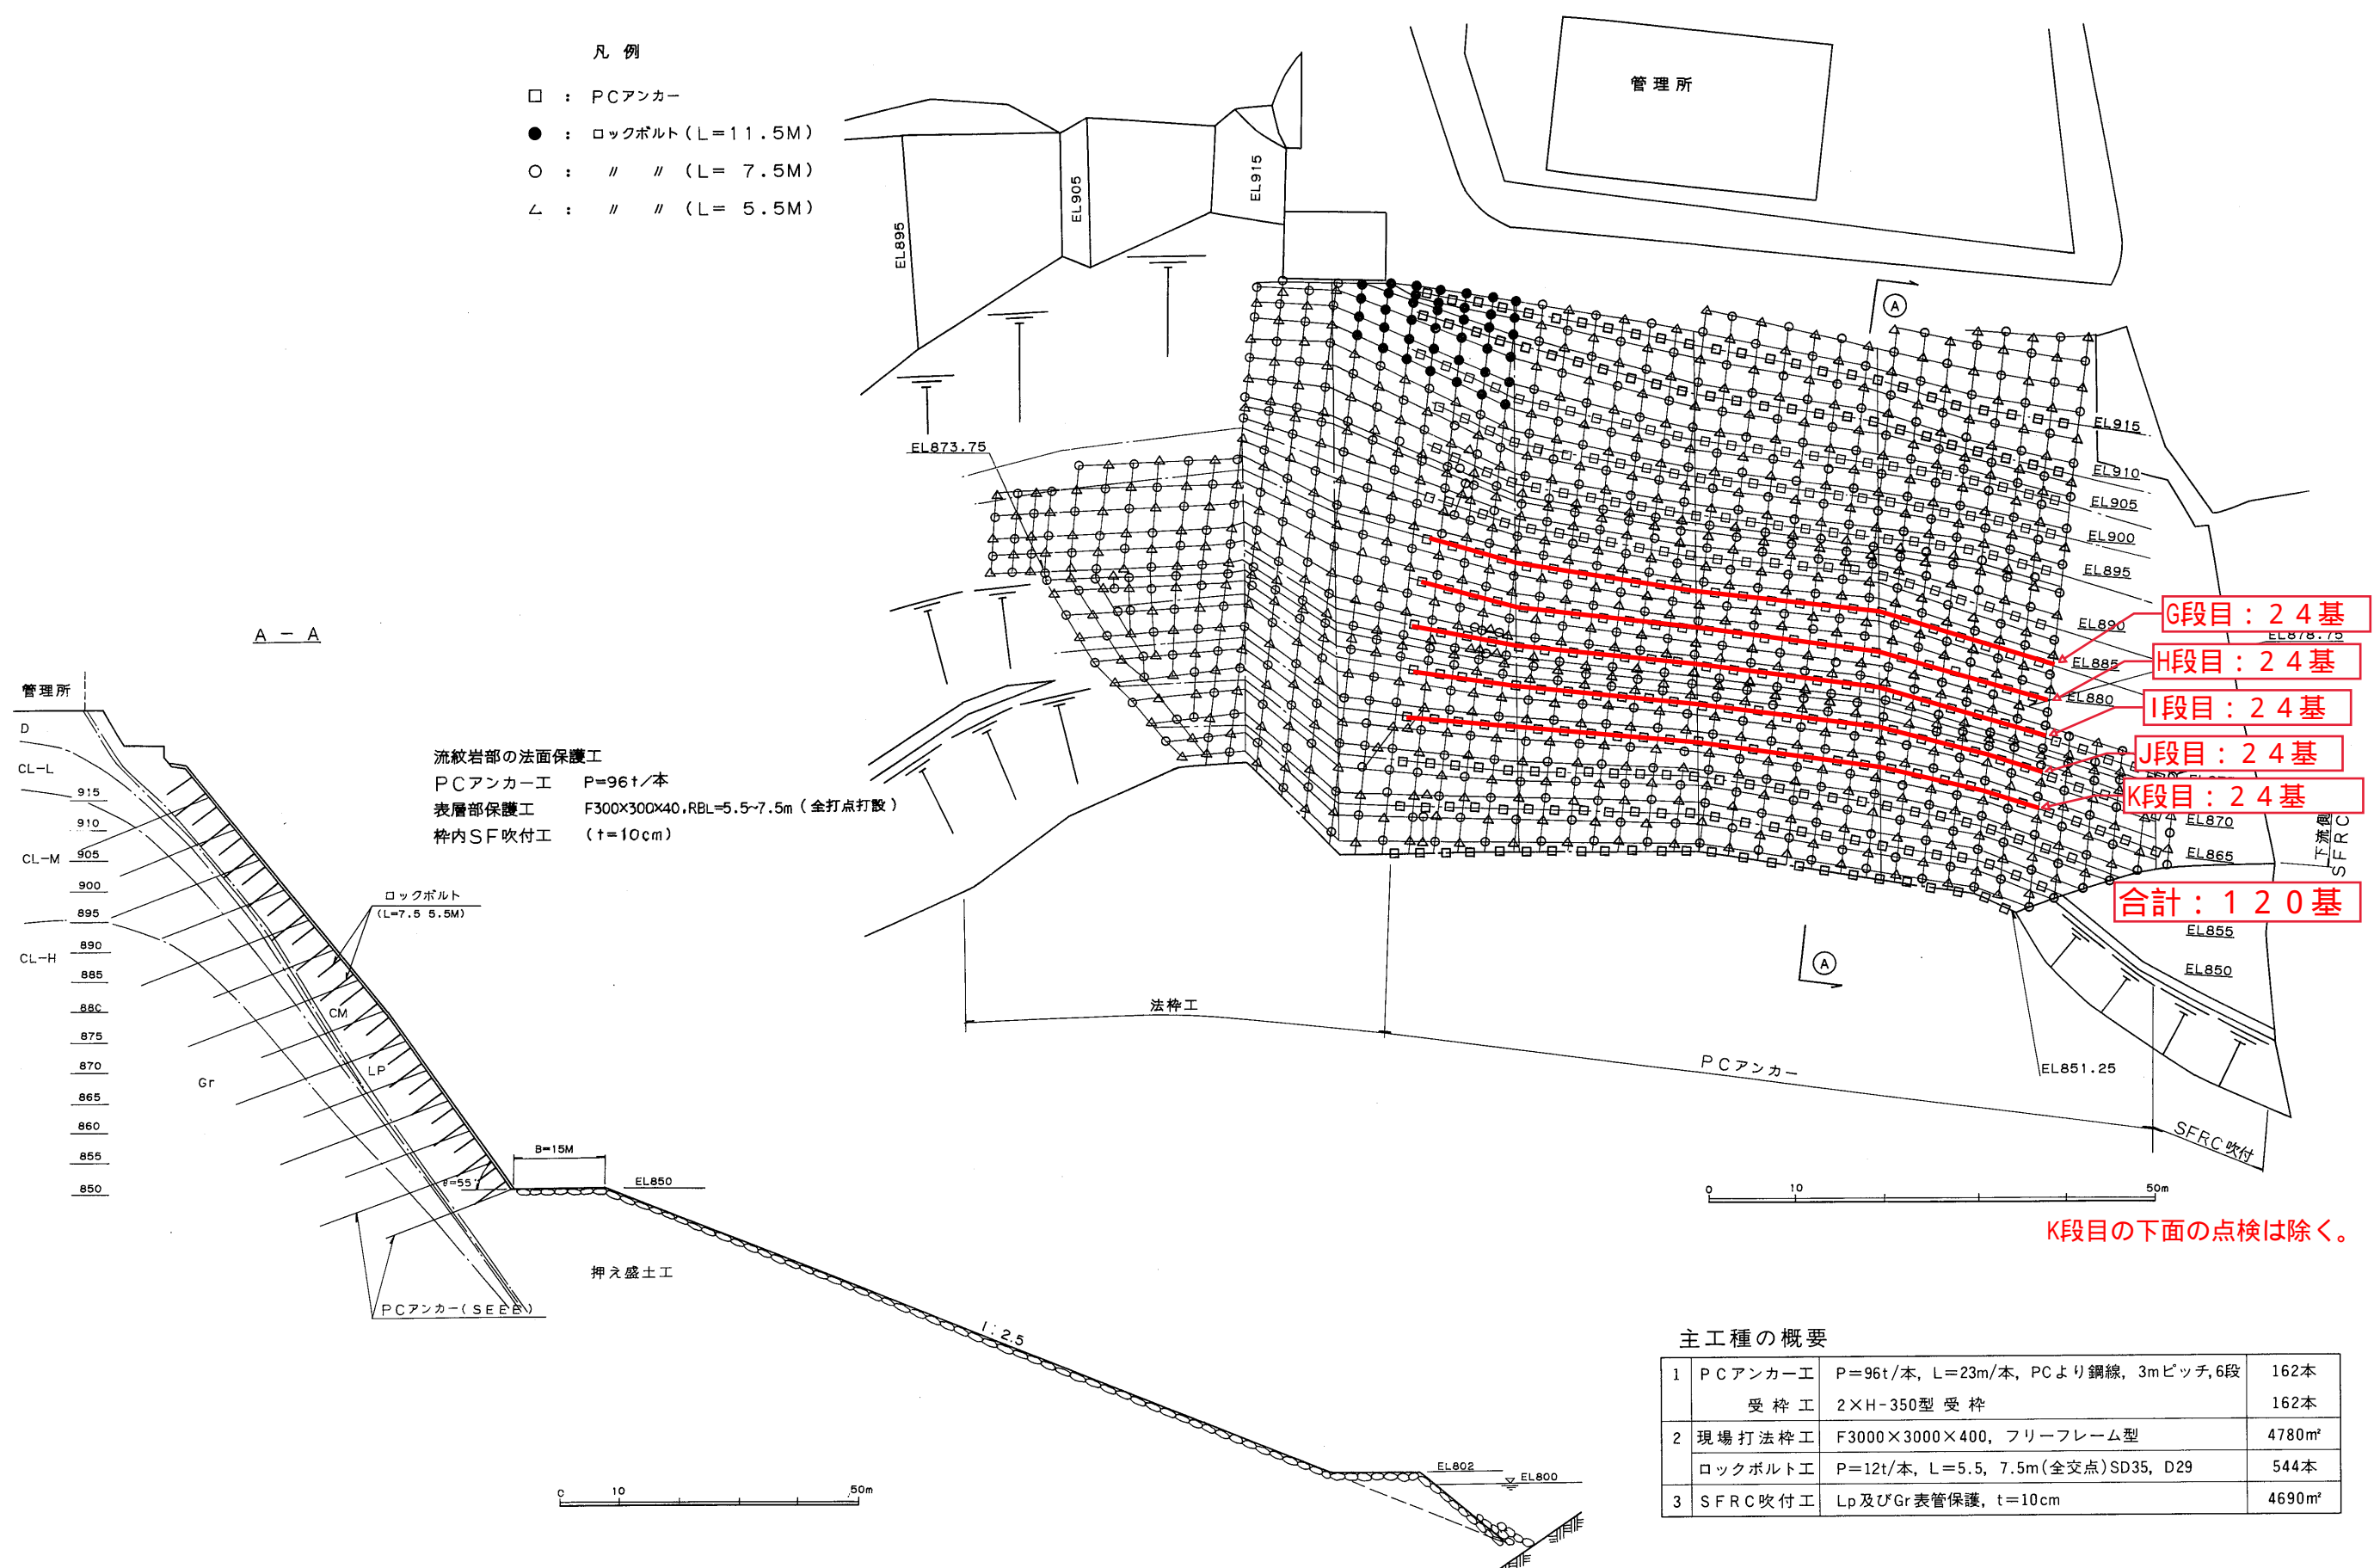 凡 例
□ : PCアンカー
● : ロックボルト(L=11.5M)
○ : 〃 〃 (L= 7.5M)
∠ : 〃 〃 (L= 5.5M)
管理所
EL895
EL905
EL915
EL873.75
A
EL915
EL910
EL905
EL900
EL895
EL890
EL878.75
EL885
EL880
G段目：２４基
H段目：２４基
I段目：２４基
J段目：２４基
K段目：２４基
EL870
EL865
下流側
SFRC
合計：１２０基
EL855
EL850
A
EL851.25
法枠工
PCアンカー
SFRC吹付
0 10 50m
K段目の下面の点検は除く。
A－A
管理所
D
CL-L
CL-M
CL-H
915
910
905
900
895
890
885
880
875
870
865
860
855
850
CM
LP
Gr
ロックボルト
(L=7.5 5.5M)
流紋岩部の法面保護工
PCアンカー工 P=96t/本
表層部保護工 F300×300×40,RBL=5.5~7.5m(全打点打設)
枠内SF吹付工 (t=10cm)
B=15M
θ=55°
EL850
押え盛土工
PCアンカー(SEEE)
1:2.5
EL802
EL800
0 10 50m
主工種の概要
1 PCアンカー工 P=96t/本, L=23m/本, PCより鋼線, 3mピッチ,6段 162本
受枠工 2×H-350型 受枠 162本
2 現場打法枠工 F3000×3000×400, フリーフレーム型 4780m²
ロックボルト工 P=12t/本, L=5.5, 7.5m(全交点)SD35, D29 544本
3 SFRC吹付工 Lp及びGr表管保護, t=10cm 4690m²